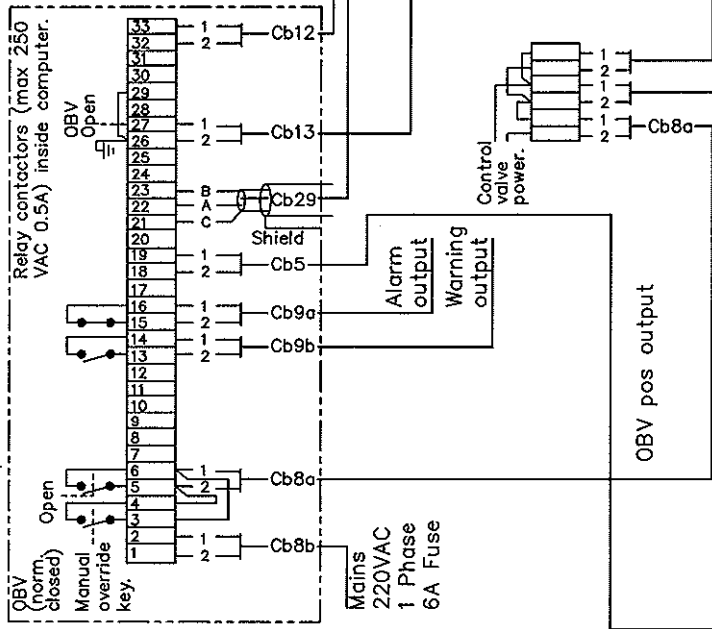 Relay contactors (max 250
VAC 0.5A) inside computer.
OBV
Open
33
32
31
30
29
28
27
26
25
24
23
22
21
20
19
18
17
16
15
14
13
12
11
10
9
8
7
6
5
4
3
2
1
1
2
Cb12
1
2
Cb13
B
A
C
Cb29
Shield
1
2
Cb5
1
2
Cb9a
1
2
Cb9b
1
2
Cb8a
1
2
Cb8b
Open
OBV
(norm.
closed)
Manual
override
key.
Mains
220VAC
1 Phase
6A Fuse
Alarm
output
Warning
output
OBV pos output
Control
valve
power.
1
2
1
2
1
2
Cb8a